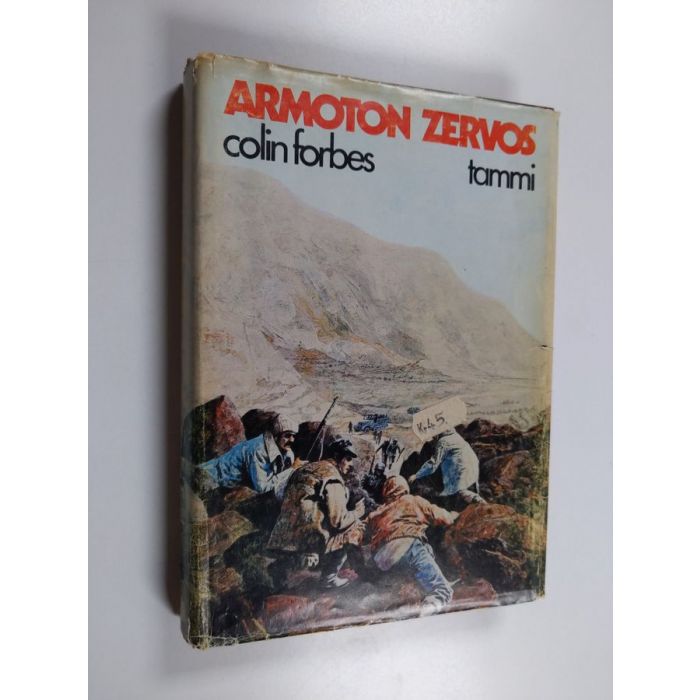 ARMOTON ZERVOS
colin forbes
tammi